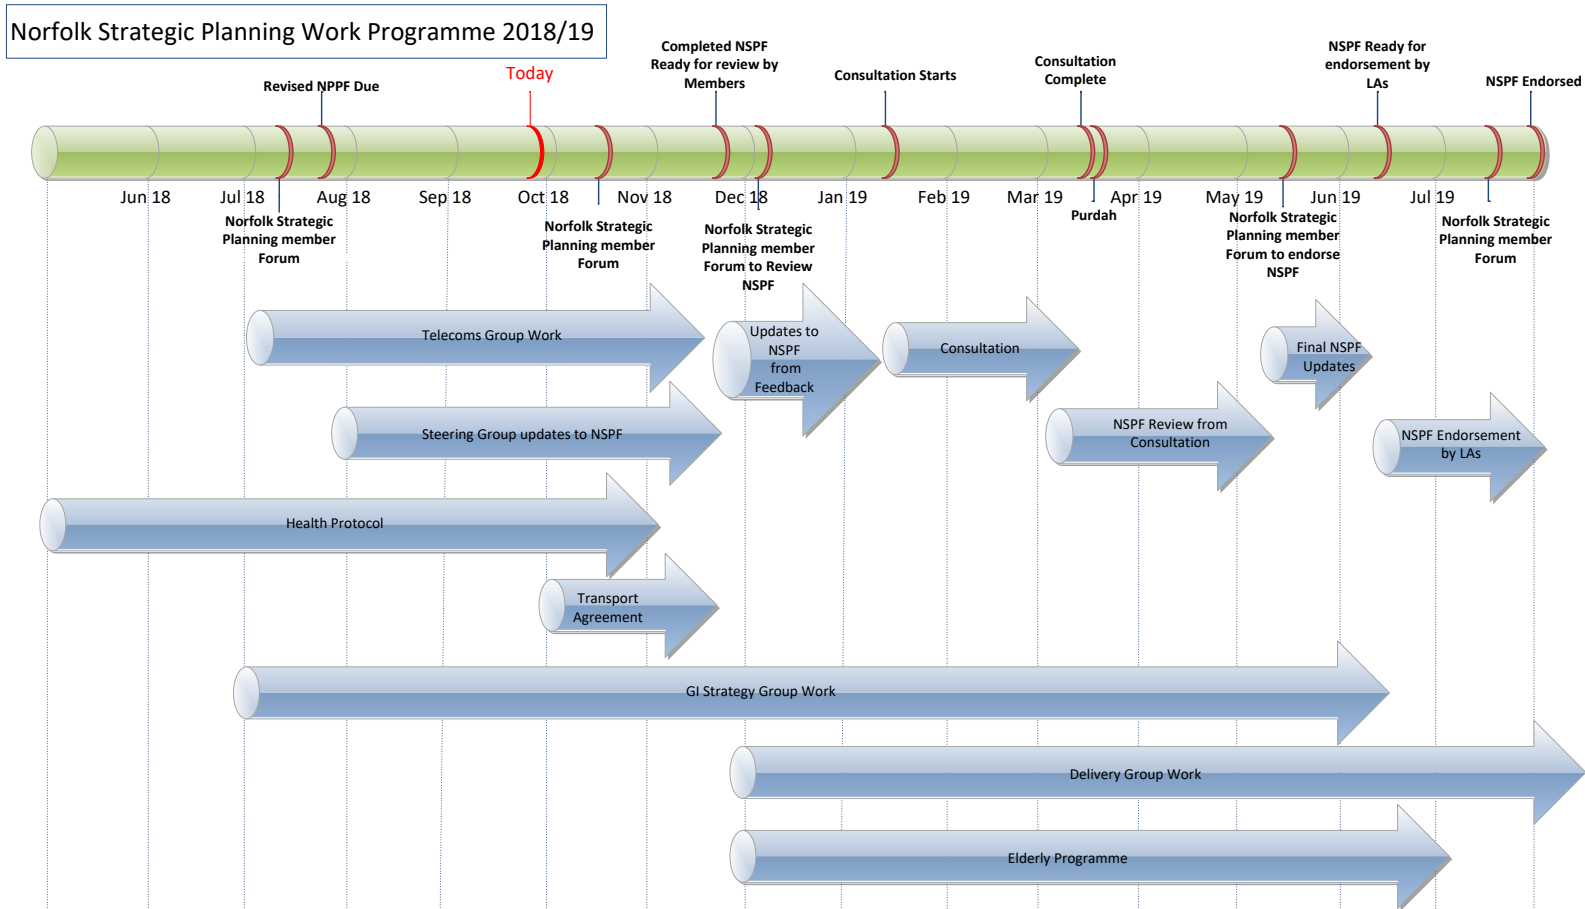 Norfolk Strategic Planning Work Programme 2018/19
Completed NSPF
Ready for review by
Members
Consultation
Complete
NSPF Ready for
endorsement by
LAs
Today
Revised NPPF Due
Consultation Starts
NSPF Endorsed
Jun 18
Jul 18
Aug 18
Sep 18
Oct 18
Nov 18
Dec 18
Jan 19
Feb 19
Mar 19
Apr 19
May 19
Jun 19
Jul 19
Norfolk Strategic
Planning member
Forum
Norfolk Strategic
Planning member
Forum
Norfolk Strategic
Planning member
Forum to Review
NSPF
Purdah
Norfolk Strategic
Planning member
Forum to endorse
NSPF
Norfolk Strategic
Planning member
Forum
Telecoms Group Work
Updates to
NSPF
from
Feedback
Consultation
Final NSPF
Updates
Steering Group updates to NSPF
NSPF Review from
Consultation
NSPF Endorsement
by LAs
Health Protocol
Transport
Agreement
GI Strategy Group Work
Delivery Group Work
Elderly Programme